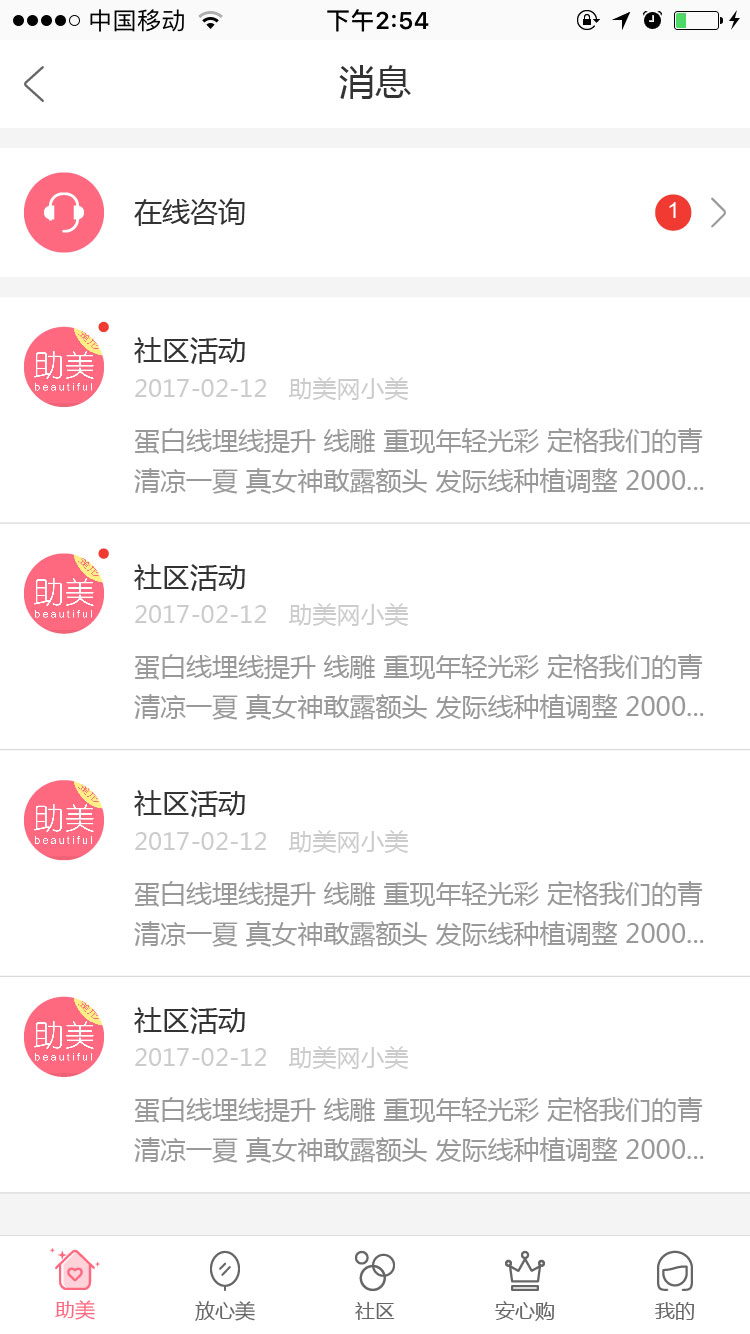 中国移动
下午2:54
消息
在线咨询
1
助美
beautiful
社区活动
2017-02-12 助美网小美
蛋白线埋线提升 线雕 重现年轻光彩 定格我们的青
清凉一夏 真女神敢露额头 发际线种植调整 2000...
助美
beautiful
社区活动
2017-02-12 助美网小美
蛋白线埋线提升 线雕 重现年轻光彩 定格我们的青
清凉一夏 真女神敢露额头 发际线种植调整 2000...
助美
beautiful
社区活动
2017-02-12 助美网小美
蛋白线埋线提升 线雕 重现年轻光彩 定格我们的青
清凉一夏 真女神敢露额头 发际线种植调整 2000...
助美
beautiful
社区活动
2017-02-12 助美网小美
蛋白线埋线提升 线雕 重现年轻光彩 定格我们的青
清凉一夏 真女神敢露额头 发际线种植调整 2000...
助美
放心美
社区
安心购
我的